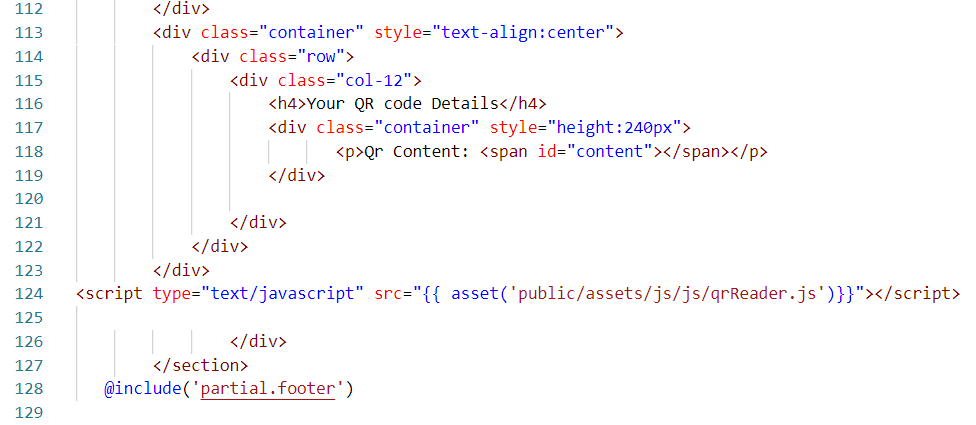 112 </div>
113 <div class="container" style="text-align:center">
114 <div class="row">
115 <div class="col-12">
116 <h4>Your QR code Details</h4>
117 <div class="container" style="height:240px">
118 <p>Qr Content: <span id="content"></span></p>
119 </div>
120
121 </div>
122 </div>
123 </div>
124 <script type="text/javascript" src="{{ asset('public/assets/js/js/qrReader.js')}}"></script>
125
126 </div>
127 </section>
128 @include('partial.footer')
129